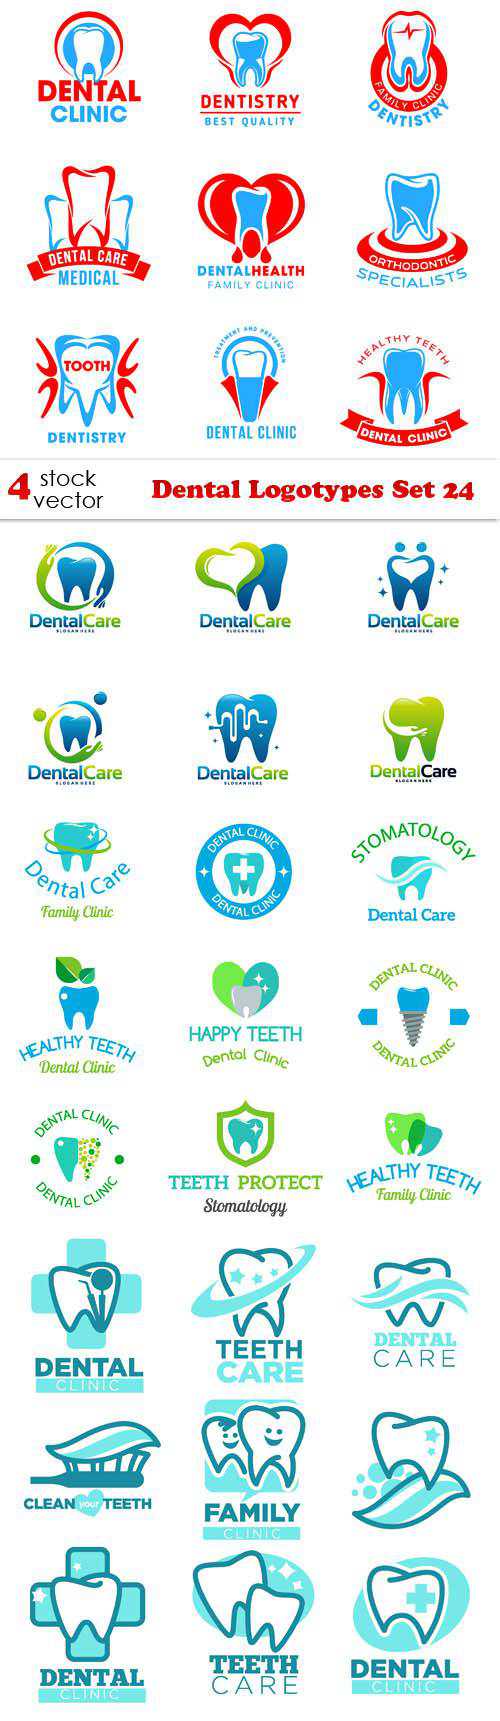 DENTAL
CLINIC
DENTISTRY
BEST QUALITY
FAMILY CLINIC
DENTISTRY
DENTAL CARE
MEDICAL
DENTALHEALTH
FAMILY CLINIC
ORTHODONTIC
SPECIALISTS
TOOTH
DENTISTRY
TREATMENT AND PREVENTION
DENTAL CLINIC
HEALTHY TEETH
DENTAL CLINIC
4 stock
vector
Dental Logotypes Set 24
DentalCare
SLOGAN HERE
DentalCare
SLOGAN HERE
DentalCare
SLOGAN HERE
DentalCare
SLOGAN HERE
DentalCare
SLOGAN HERE
DentalCare
SLOGAN HERE
Dental Care
Family Clinic
DENTAL CLINIC
DENTAL CLINIC
STOMATOLOGY
Dental Care
HEALTHY TEETH
Dental Clinic
HAPPY TEETH
Dental Clinic
DENTAL CLINIC
DENTAL CLINIC
DENTAL CLINIC
DENTAL CLINIC
TEETH PROTECT
Stomatology
HEALTHY TEETH
Family Clinic
DENTAL
CLINIC
TEETH
CARE
DENTAL
CARE
CLEAN your TEETH
FAMILY
CLINIC
DENTAL
CLINIC
TEETH
CARE
DENTAL
CLINIC